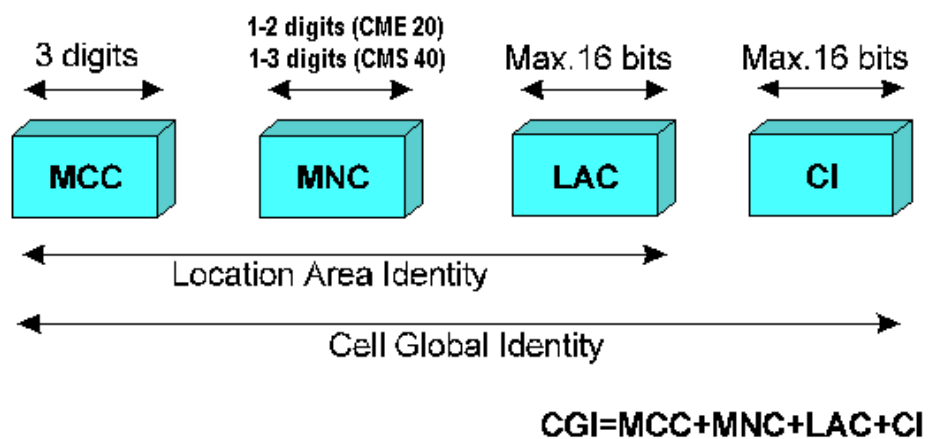 1-2 digits (CME 20)
3 digits 1-3 digits (CMS 40) Max.16 bits Max.16 bits
MCC MNC LAC CI
Location Area Identity
Cell Global Identity
CGI=MCC+MNC+LAC+CI